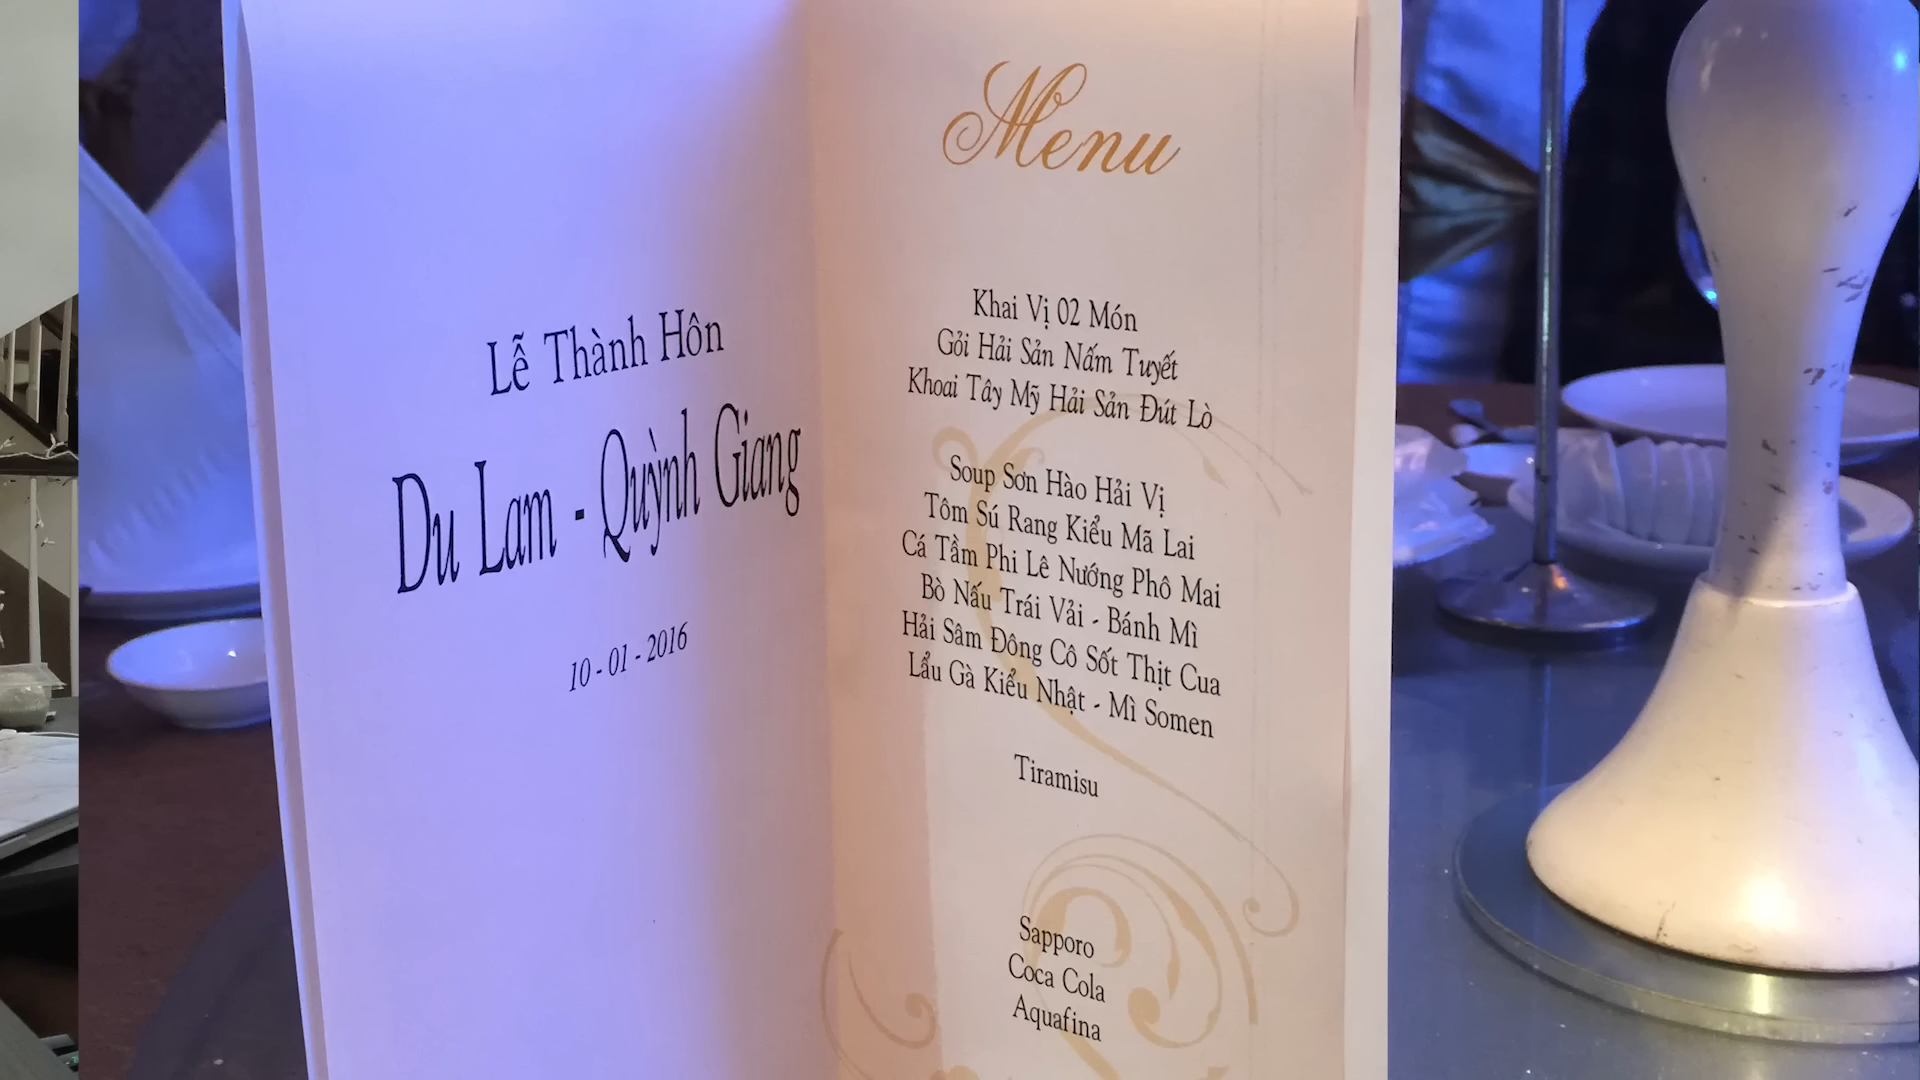 Lễ Thành Hôn
Du Lam - Quỳnh Giang
10 - 01 - 2016
Menu
Khai Vị 02 Món
Gỏi Hải Sản Nấm Tuyết
Khoai Tây Mỹ Hải Sản Đút Lò
Soup Sơn Hào Hải Vị
Tôm Sú Rang Kiểu Mã Lai
Cá Tầm Phi Lê Nướng Phô Mai
Bò Nấu Trái Vải - Bánh Mì
Hải Sâm Đông Cô Sốt Thịt Cua
Lẩu Gà Kiểu Nhật - Mì Somen
Tiramisu
Sapporo
Coca Cola
Aquafina